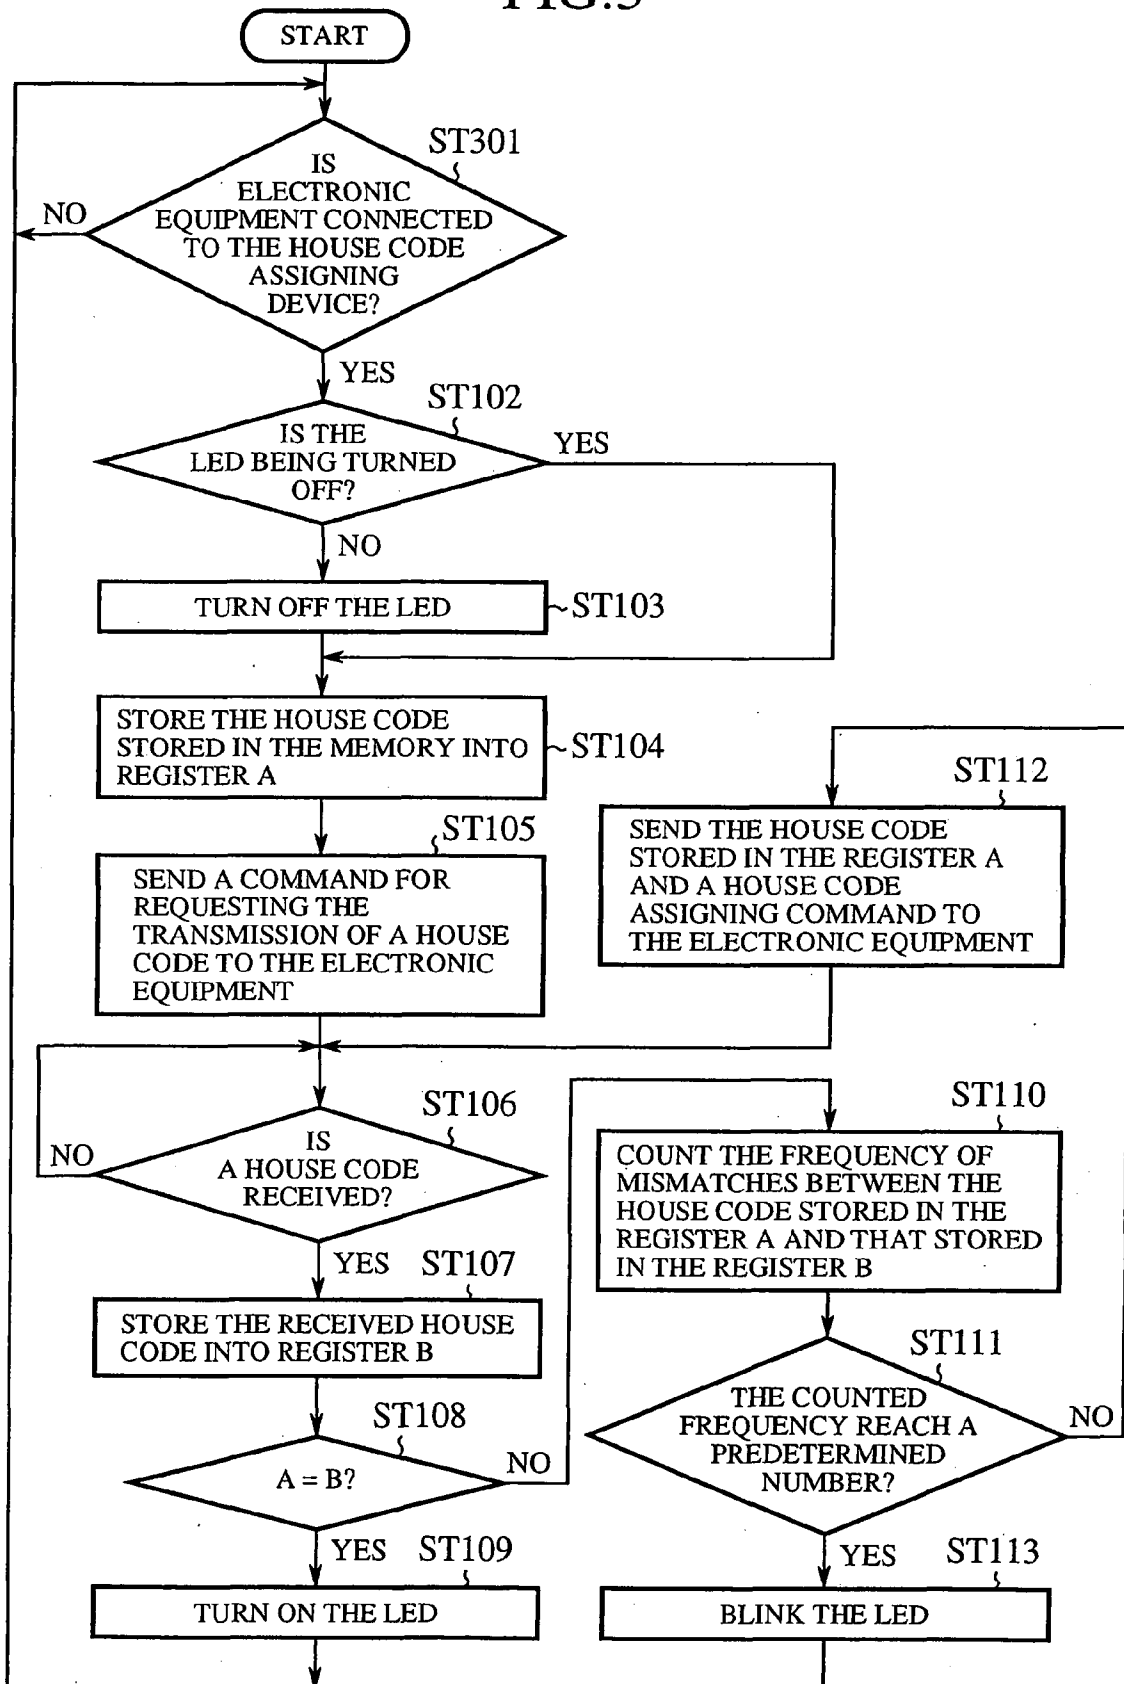 FIG.5
START
ST301
IS
ELECTRONIC
EQUIPMENT CONNECTED
TO THE HOUSE CODE
ASSIGNING
DEVICE?
NO
YES
ST102
IS THE
LED BEING TURNED
OFF?
YES
NO
TURN OFF THE LED
ST103
STORE THE HOUSE CODE
STORED IN THE MEMORY INTO
REGISTER A
ST104
ST105
SEND A COMMAND FOR
REQUESTING THE
TRANSMISSION OF A HOUSE
CODE TO THE ELECTRONIC
EQUIPMENT
ST112
SEND THE HOUSE CODE
STORED IN THE REGISTER A
AND A HOUSE CODE
ASSIGNING COMMAND TO
THE ELECTRONIC EQUIPMENT
ST106
IS
A HOUSE CODE
RECEIVED?
NO
YES
ST107
STORE THE RECEIVED HOUSE
CODE INTO REGISTER B
ST108
A = B?
NO
YES
ST109
TURN ON THE LED
ST110
COUNT THE FREQUENCY OF
MISMATCHES BETWEEN THE
HOUSE CODE STORED IN THE
REGISTER A AND THAT STORED
IN THE REGISTER B
ST111
THE COUNTED
FREQUENCY REACH A
PREDETERMINED
NUMBER?
NO
YES
ST113
BLINK THE LED